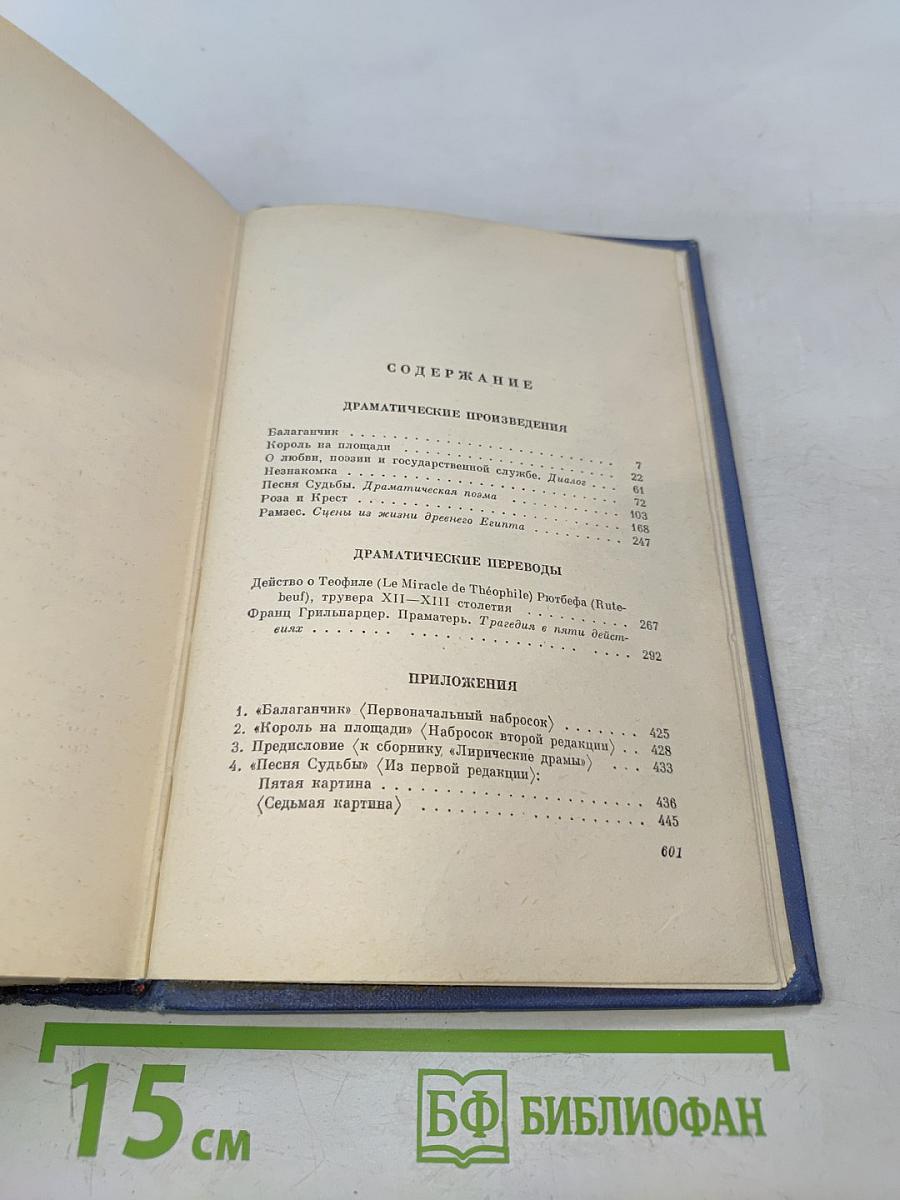 СОДЕРЖАНИЕ
ДРАМАТИЧЕСКИЕ ПРОИЗВЕДЕНИЯ
Балаганчик . . . . . . . . . . . . . . . . . . . . 7
Король на площади . . . . . . . . . . . . . . . . 22
О любви, поэзии и государственной службе. Диалог . . . 61
Незнакомка . . . . . . . . . . . . . . . . . . . . 72
Песня Судьбы. Драматическая поэма . . . . . . . . . 103
Роза и Крест . . . . . . . . . . . . . . . . . . . 168
Рамзес. Сцены из жизни древнего Египта . . . . . . . . 247
ДРАМАТИЧЕСКИЕ ПЕРЕВОДЫ
Действо о Теофиле (Le Miracle de Théophile) Рютбефа (Rute-
beuf), трувера XII—XIII столетия . . . . . . . . 267
Франц Грильпарцер. Праматерь. Трагедия в пяти дейст-
виях . . . . . . . . . . . . . . . . . . . . 292
ПРИЛОЖЕНИЯ
1. «Балаганчик» 〈Первоначальный набросок〉 . . . . . . 425
2. «Король на площади» 〈Набросок второй редакции〉 . . 428
3. Предисловие 〈к сборнику, «Лирические драмы»〉 . . . 433
4. «Песня Судьбы» 〈Из первой редакции〉:
Пятая картина . . . . . . . . . . . . . . . . . . 436
〈Седьмая картина〉 . . . . . . . . . . . . . . . . 445
601
15 см
БФ БИБЛИОФАН